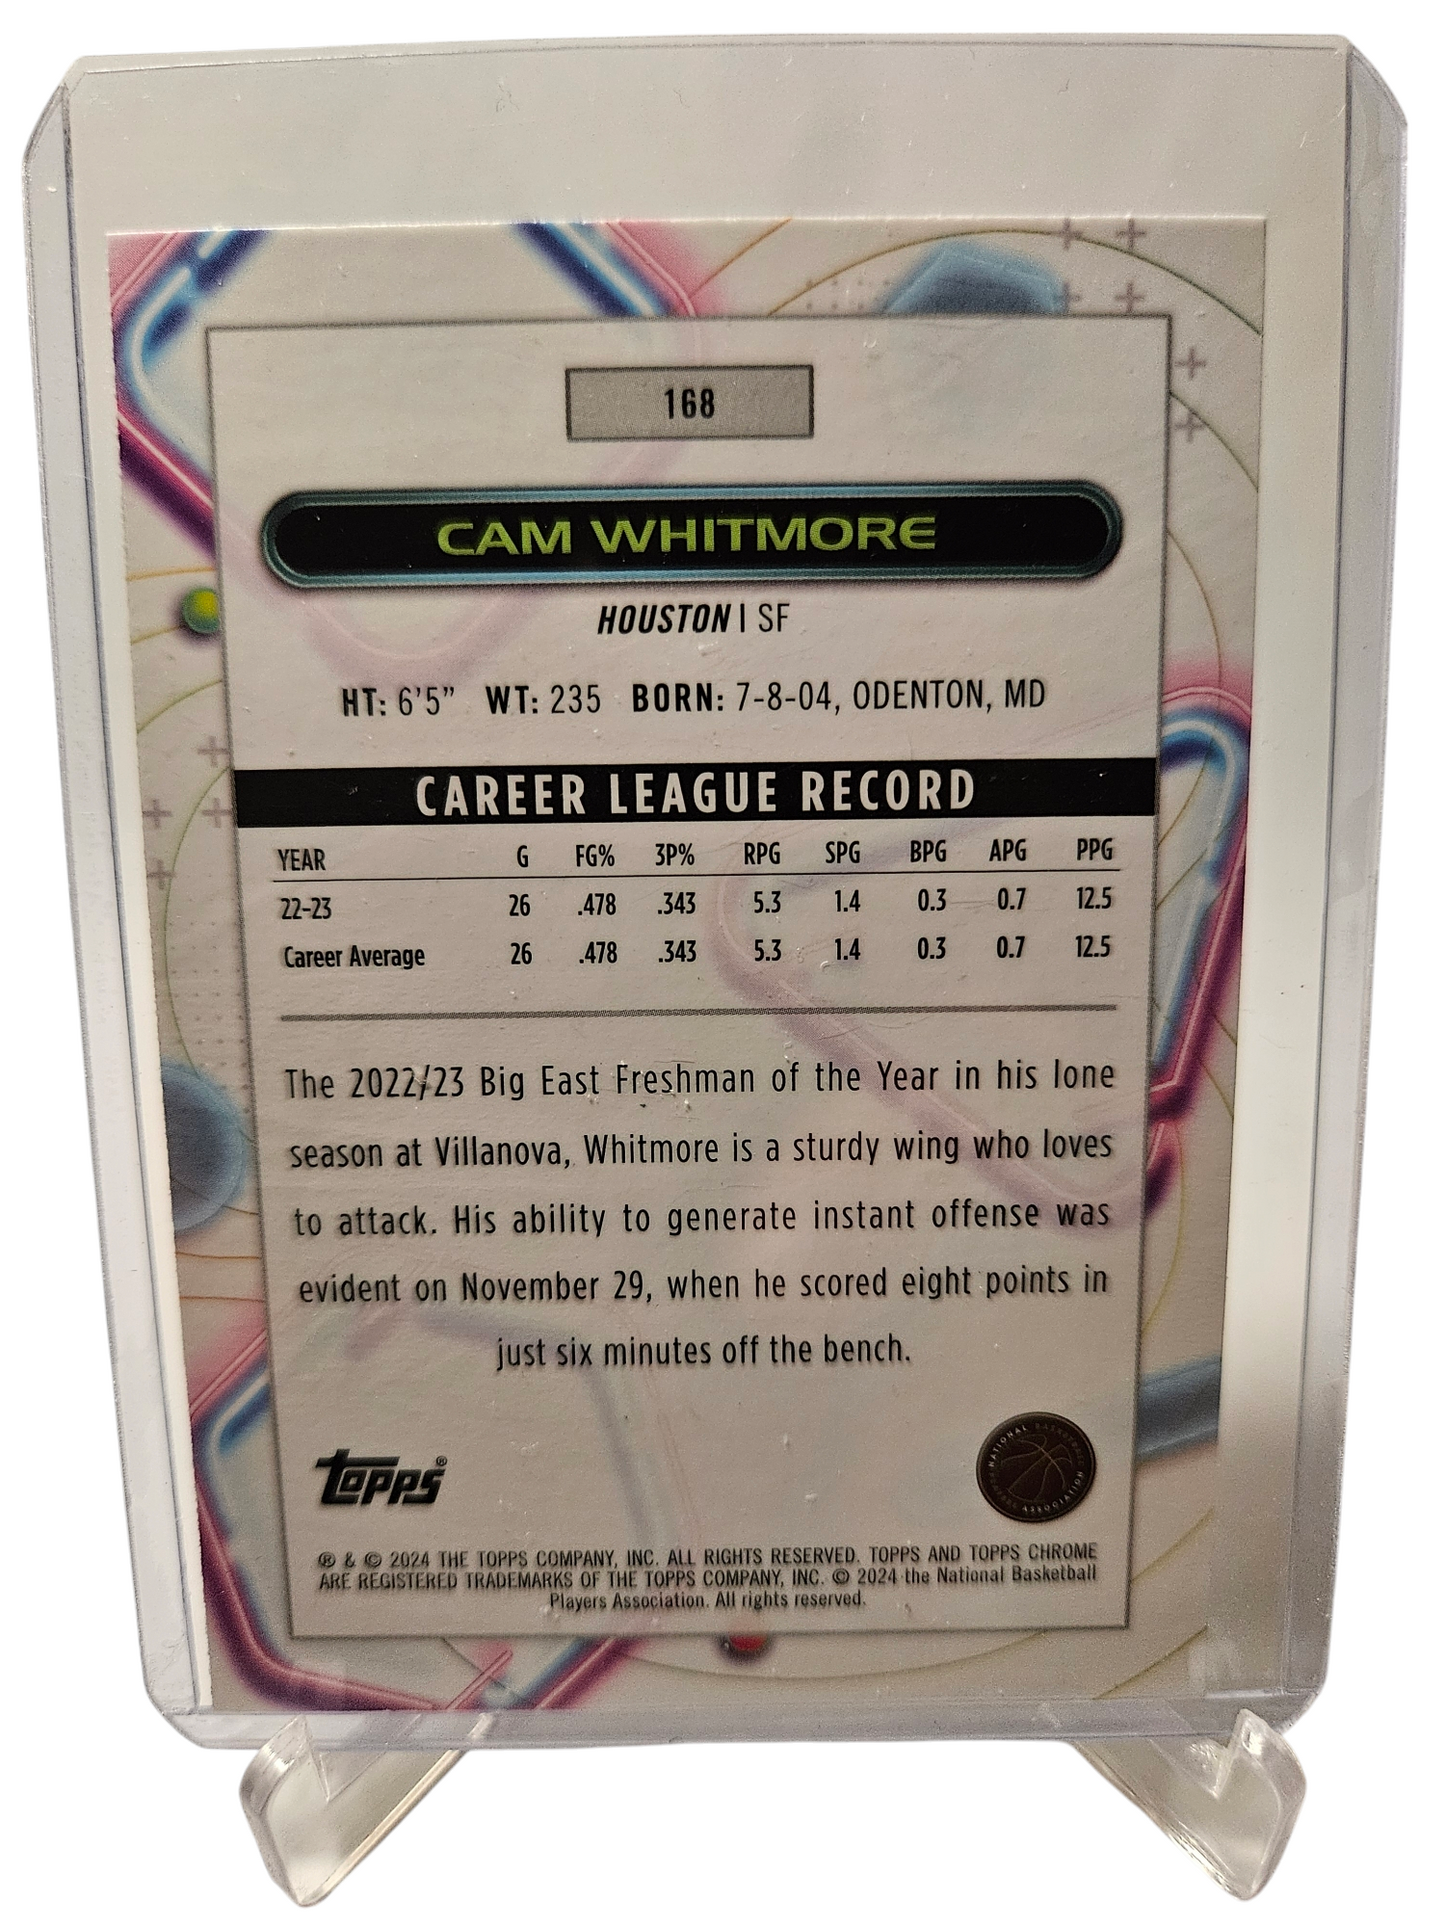 168
CAM WHITMORE
HOUSTON | SF
HT: 6'5” WT: 235 BORN: 7-8-04, ODENTON, MD
CAREER LEAGUE RECORD
YEAR G FG% 3P% RPG SPG BPG APG PPG
22-23 26 .478 .343 5.3 1.4 0.3 0.7 12.5
Career Average 26 .478 .343 5.3 1.4 0.3 0.7 12.5
The 2022/23 Big East Freshman of the Year in his lone
season at Villanova, Whitmore is a sturdy wing who loves
to attack. His ability to generate instant offense was
evident on November 29, when he scored eight points in
just six minutes off the bench.
topps®
NATIONAL BASKETBALL
ASSOCIATION
® & © 2024 THE TOPPS COMPANY, INC. ALL RIGHTS RESERVED. TOPPS AND TOPPS CHROME
ARE REGISTERED TRADEMARKS OF THE TOPPS COMPANY, INC. © 2024 the National Basketball
Players Association. All rights reserved.